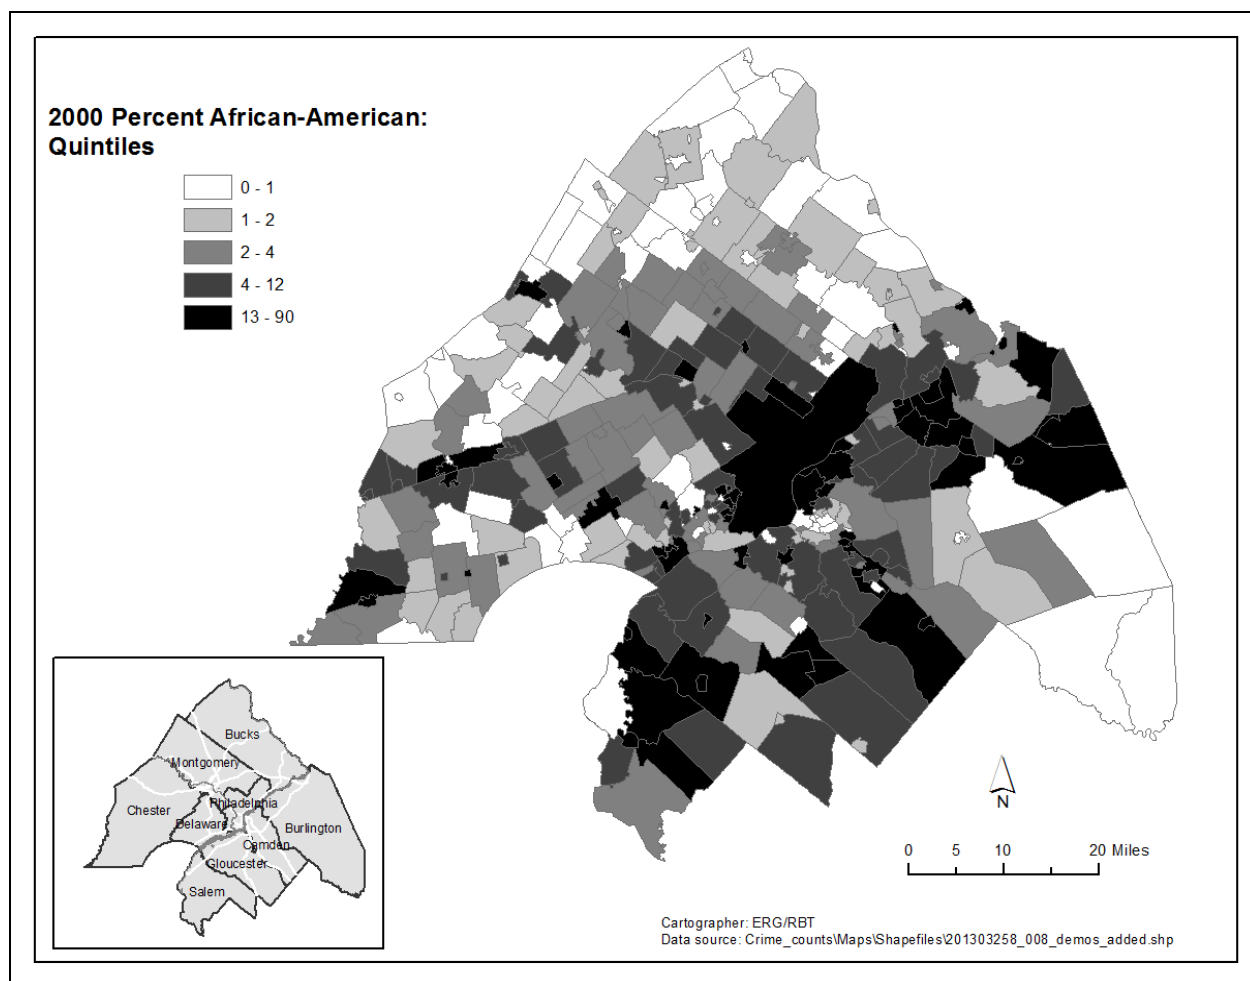 2000 Percent African-American:
Quintiles
0 - 1
1 - 2
2 - 4
4 - 12
13 - 90
Bucks
Montgomery
Philadelphia
Chester
Delaware
Burlington
Camden
Gloucester
Salem
N
0 5 10 20 Miles
Cartographer: ERG/RBT
Data source: Crime_counts\Maps\Shapefiles\201303258_008_demos_added.shp